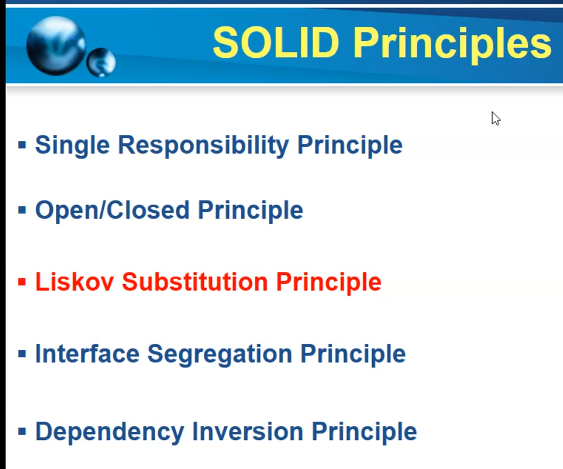 SOLID Principles
▪ Single Responsibility Principle
▪ Open/Closed Principle
▪ Liskov Substitution Principle
▪ Interface Segregation Principle
▪ Dependency Inversion Principle